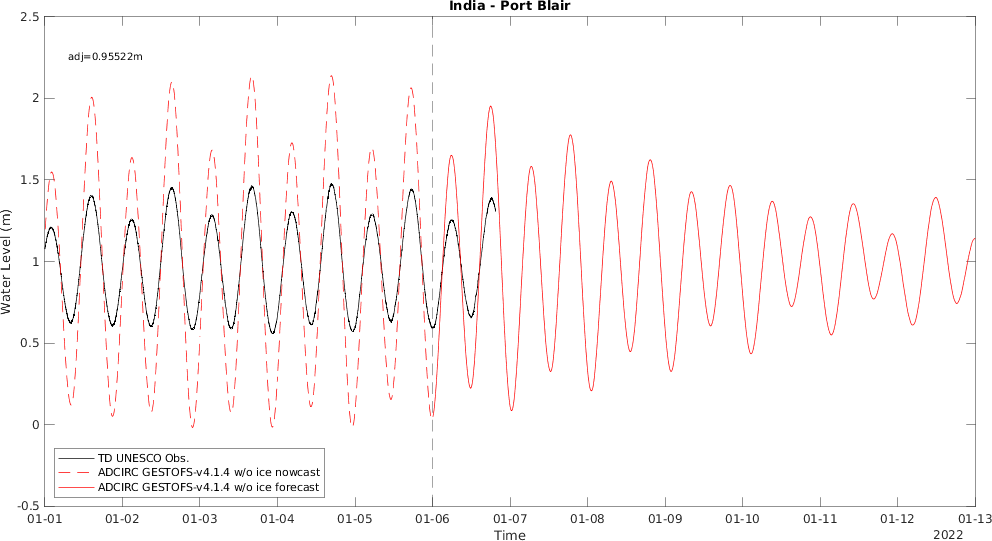 India - Port Blair
adj=0.95522m
Water Level (m)
2.5
2
1.5
1
0.5
0
-0.5
TD UNESCO Obs.
ADCIRC GESTOFS-v4.1.4 w/o ice nowcast
ADCIRC GESTOFS-v4.1.4 w/o ice forecast
01-01 01-02 01-03 01-04 01-05 01-06 01-07 01-08 01-09 01-10 01-11 01-12 01-13
Time
2022